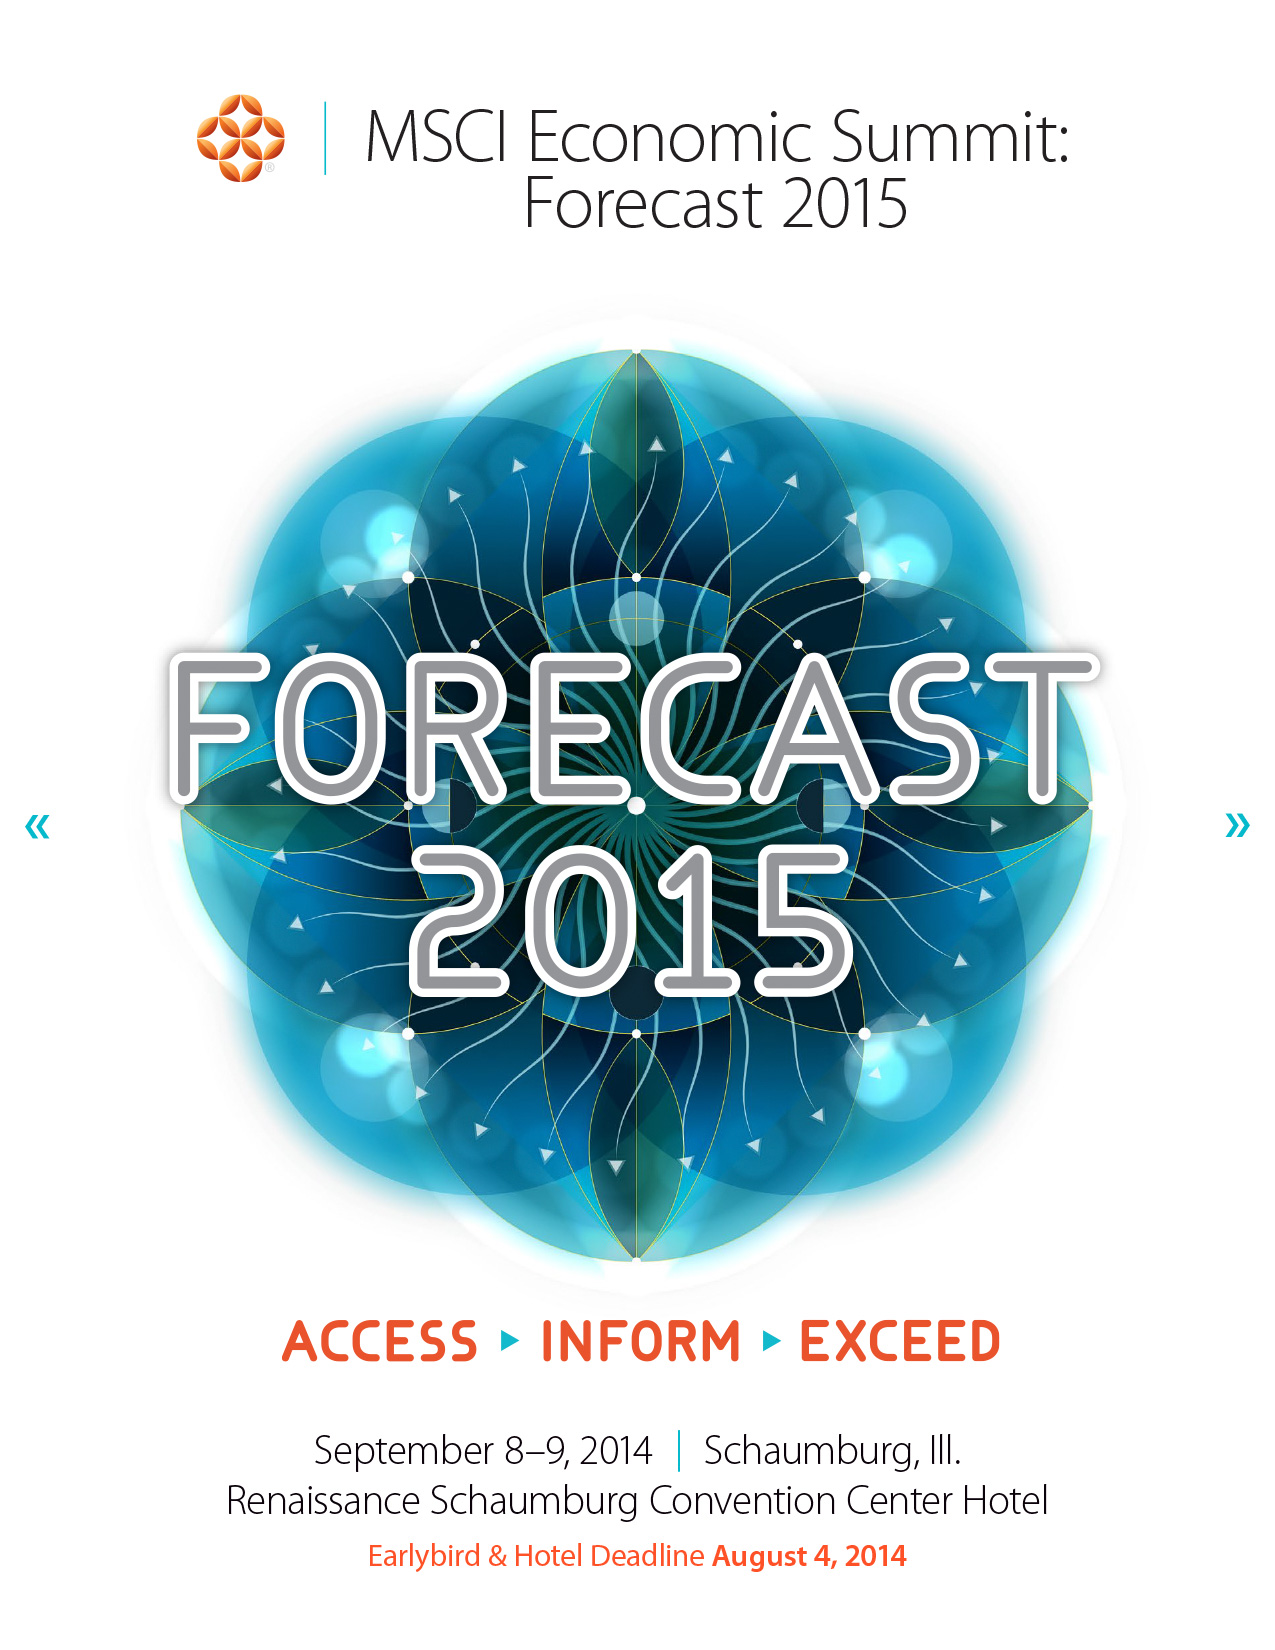 MSCI Economic Summit:
Forecast 2015
®
FORECAST
2015
« »
ACCESS ▸ INFORM ▸ EXCEED
September 8–9, 2014 | Schaumburg, Ill.
Renaissance Schaumburg Convention Center Hotel
Earlybird & Hotel Deadline August 4, 2014